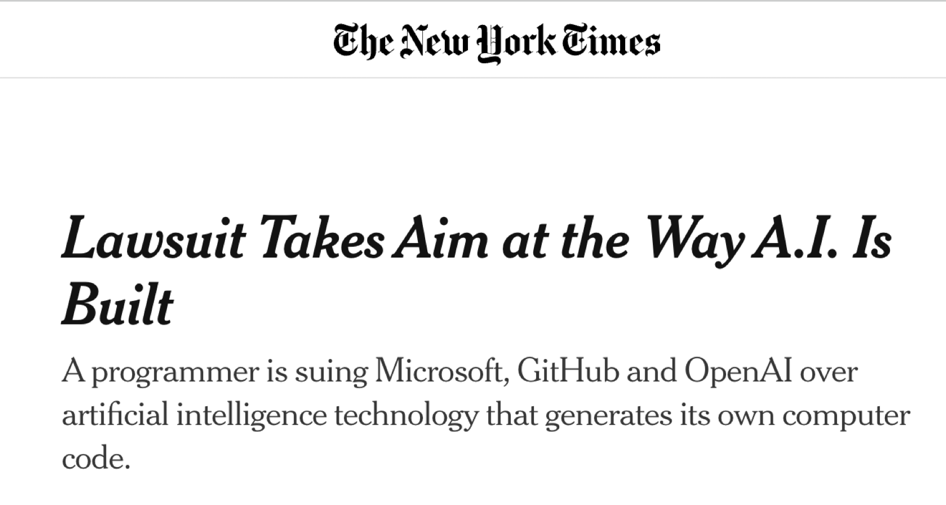 The New York Times
Lawsuit Takes Aim at the Way A.I. Is
Built
A programmer is suing Microsoft, GitHub and OpenAI over
artificial intelligence technology that generates its own computer
code.